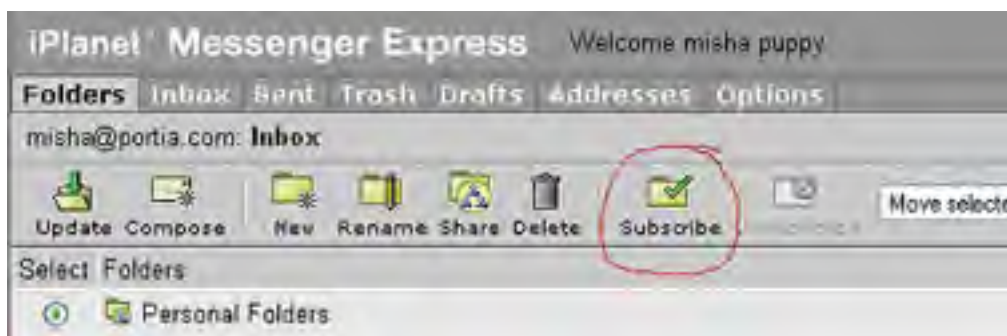 iPlanet Messenger Express Welcome misha puppy
Folders Inbox Sent Trash Drafts Addresses Options
misha@portia.com: Inbox
Update Compose New Rename Share Delete Subscribe Move selecte
Select Folders
Personal Folders